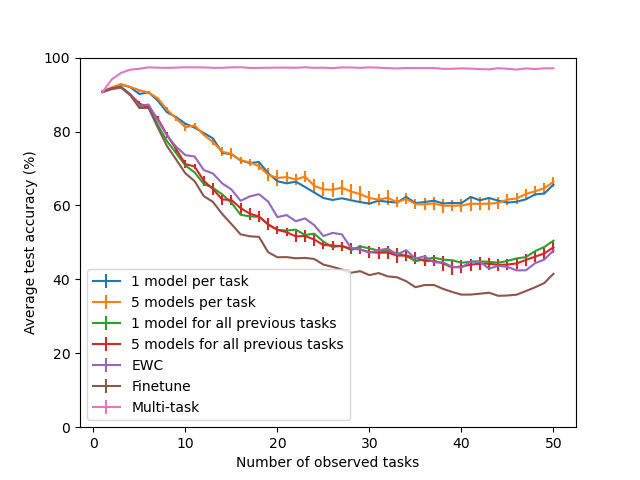 100
80
60
40
20
0
Average test accuracy (%)
1 model per task
5 models per task
1 model for all previous tasks
5 models for all previous tasks
EWC
Finetune
Multi-task
0 10 20 30 40 50
Number of observed tasks